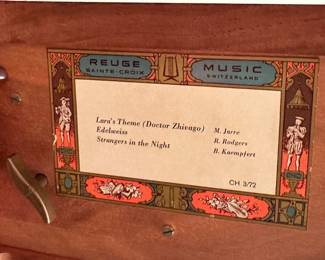 REUGE MUSIC
SAINTE-CROIX SWITZERLAND
Lara's Theme (Doctor Zhivago) M. Jarre
Edelweiss R. Rodgers
Strangers in the Night B. Kaempfert
CH 3/72